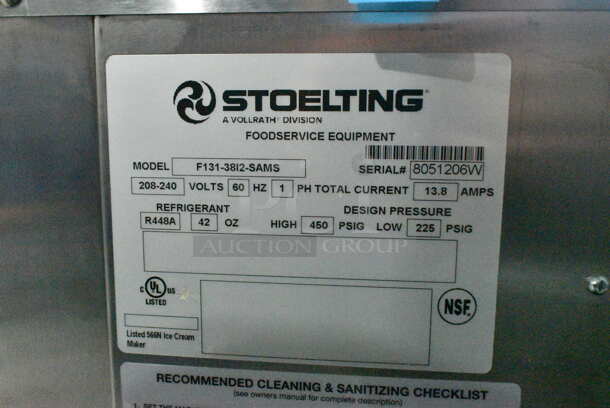 STOELTING
A VOLLRATH® DIVISION
FOODSERVICE EQUIPMENT
MODEL F131-38I2-SAMS SERIAL# 8051206W
208-240 VOLTS 60 HZ 1 PH TOTAL CURRENT 13.8 AMPS
REFRIGERANT DESIGN PRESSURE
R448A 42 OZ HIGH 450 PSIG LOW 225 PSIG
AUCTION GROUP
C UL US
LISTED
NSF
Listed 566N Ice Cream
Maker
RECOMMENDED CLEANING & SANITIZING CHECKLIST
(see owners manual for complete description)